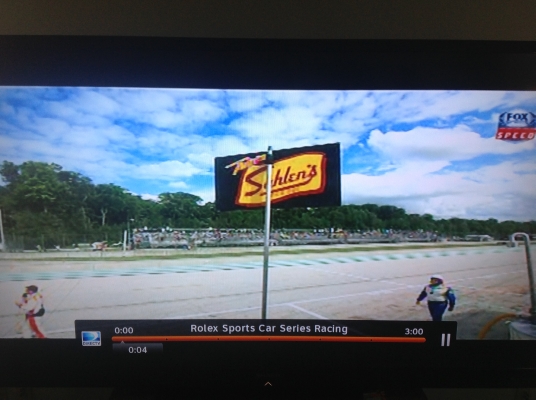 FOX
SPEED
Sahlen's
0:00
Rolex Sports Car Series Racing
3:00
0:04